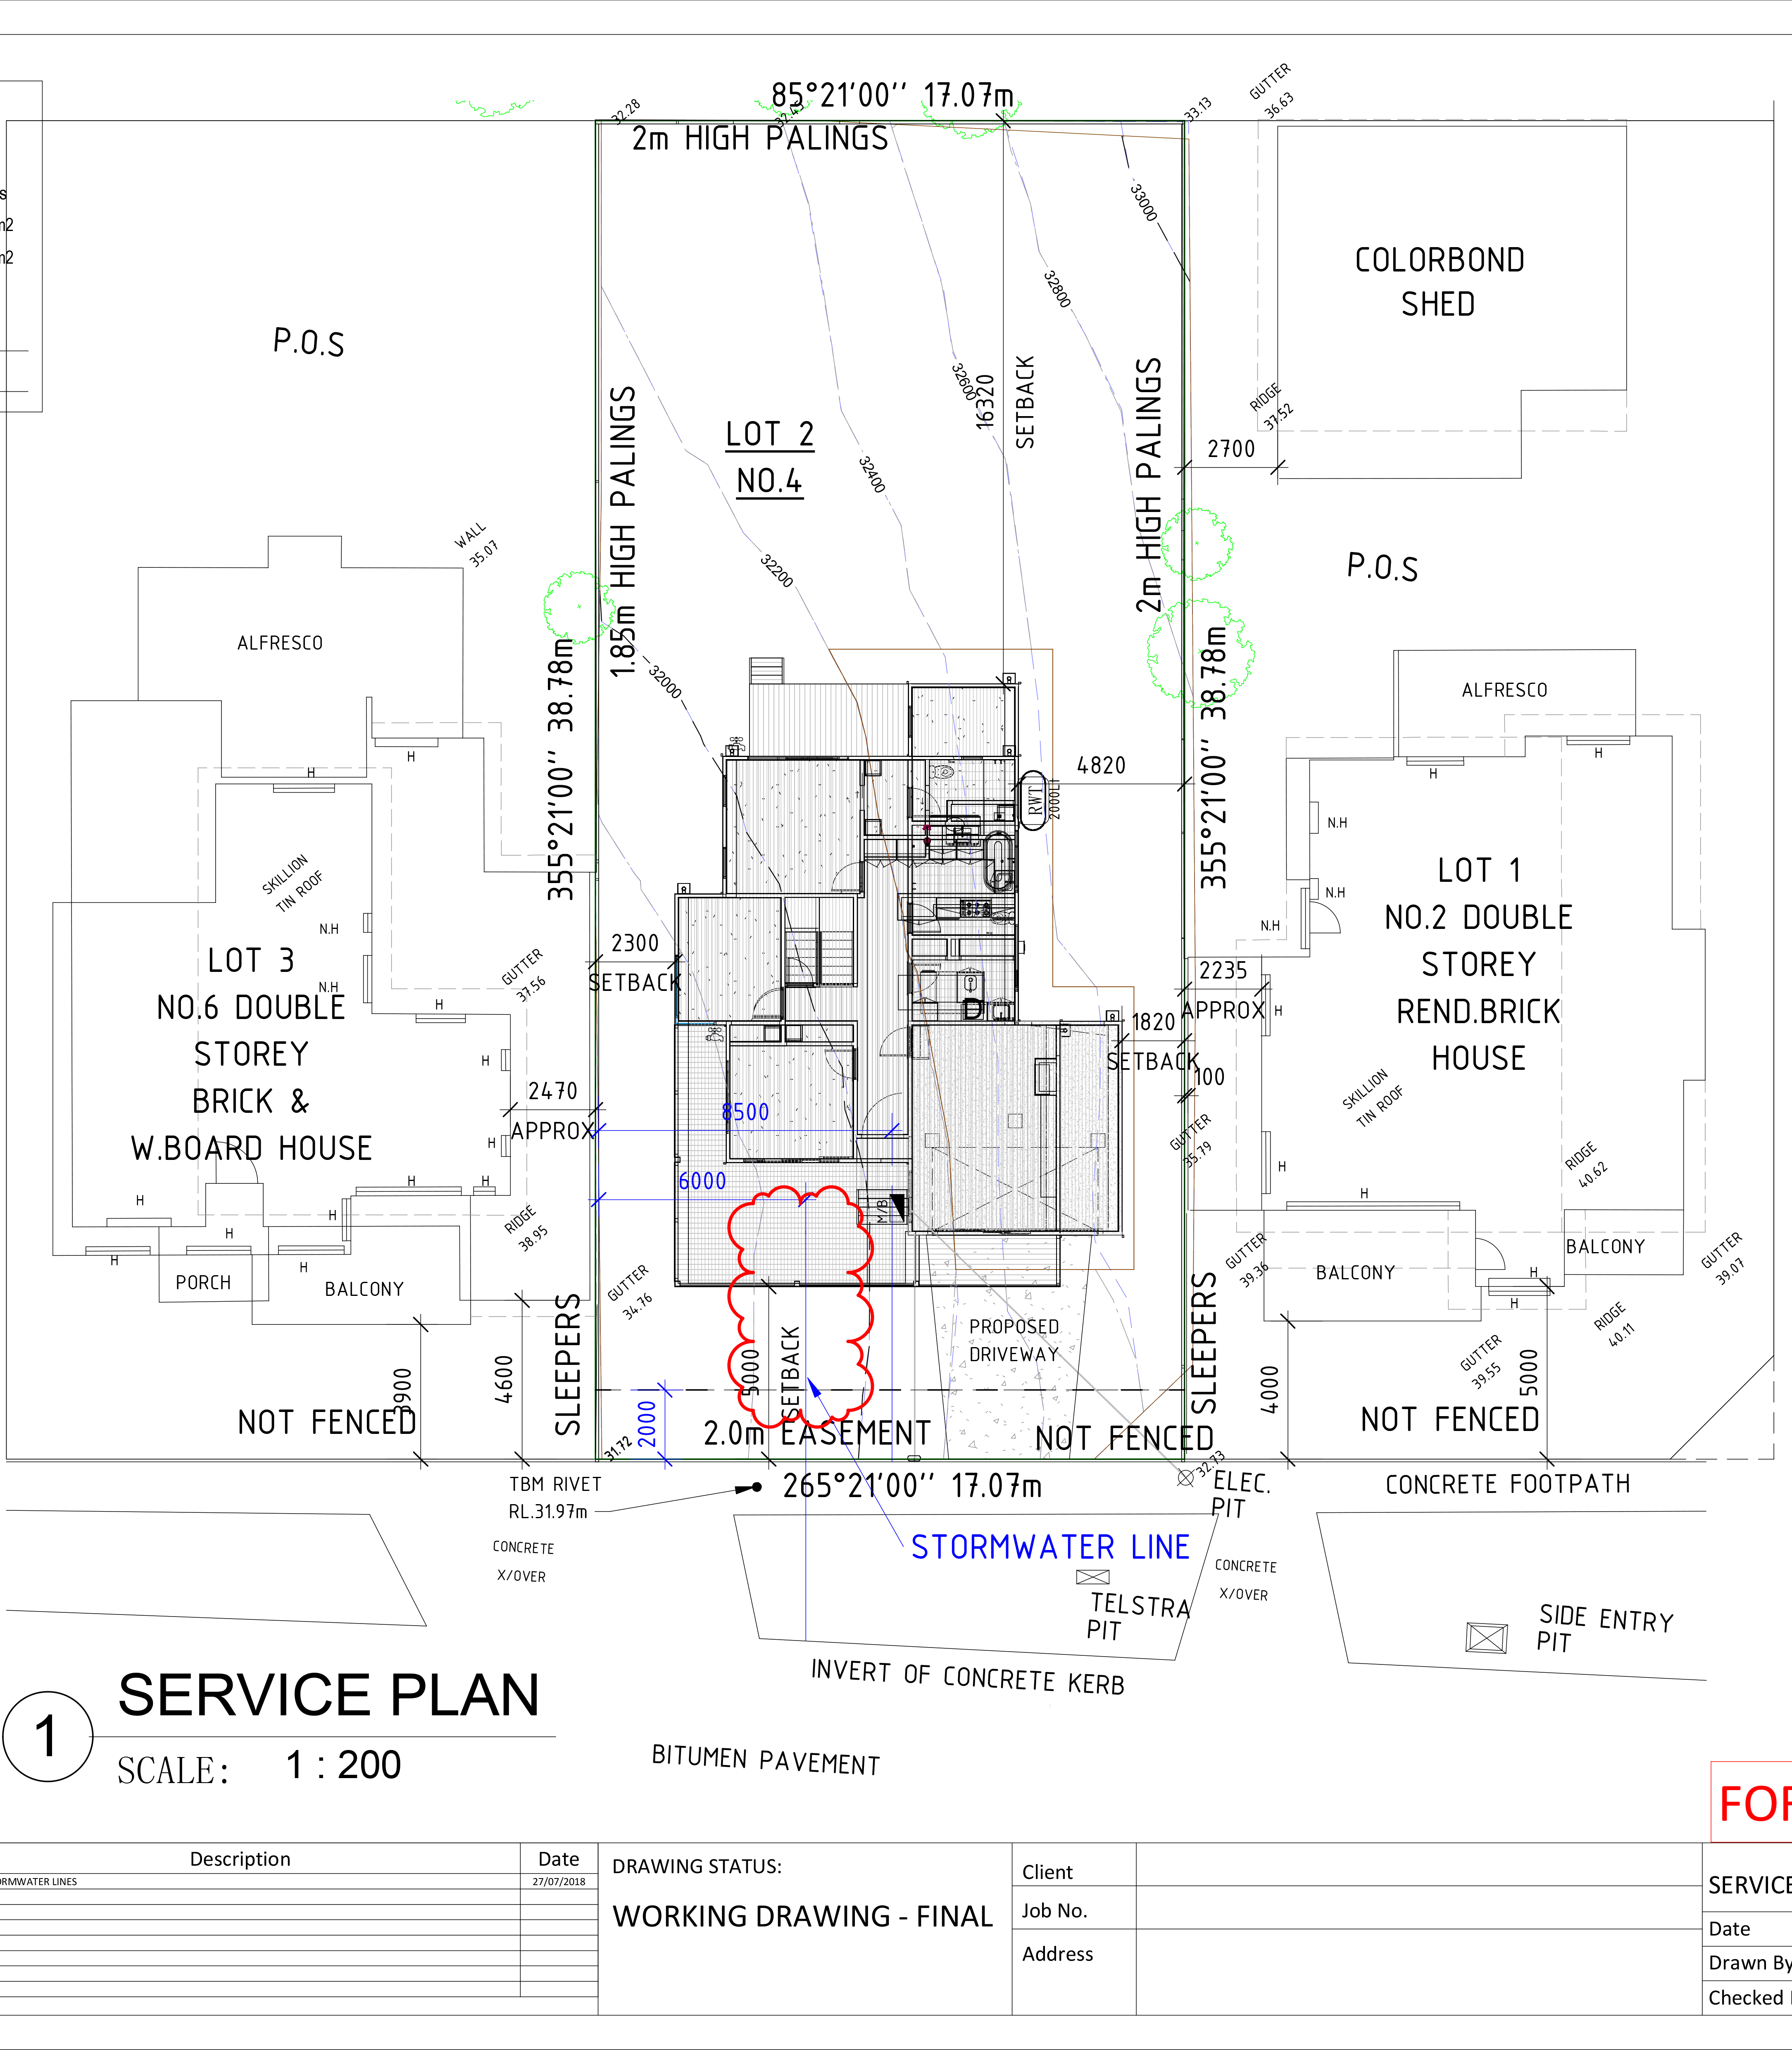 85°21'00'' 17.07m
2m HIGH PALINGS
32.28
32.45
33.13
GUTTER
36.63
s
m2
m2
33000
32800
32600
32400
32200
32000
COLORBOND
SHED
P.O.S
16320
SETBACK
1.85m HIGH PALINGS
2m HIGH PALINGS
RIDGE
37.52
2700
LOT 2
NO.4
WALL
35.07
P.O.S
ALFRESCO
355°21'00'' 38.78m
355°21'00'' 38.78m
ALFRESCO
H
H
H
H
4820
RWT
2000LI
N.H
N.H
N.H
SKILLION
TIN ROOF
N.H
N.H
H
H
LOT 3
NO.6 DOUBLE
STOREY
BRICK &
W.BOARD HOUSE
GUTTER
37.56
2300
SETBACK
LOT 1
NO.2 DOUBLE
STOREY
REND.BRICK
HOUSE
2235
APPROX
H
1820
SETBACK
100
D
2470
APPROX
8500
6000
M/B
SKILLION
TIN ROOF
GUTTER
35.79
RIDGE
40.62
H
H
H
H
H
H
H
H
H
H
H
RIDGE
38.95
PORCH
BALCONY
GUTTER
34.76
GUTTER
39.36
BALCONY
BALCONY
GUTTER
39.07
H
H
RIDGE
40.11
GUTTER
39.55
PROPOSED
DRIVEWAY
5000
SETBACK
3900
4600
SLEEPERS
2000
SLEEPERS
4000
5000
NOT FENCED
2.0m EASEMENT
NOT FENCED
NOT FENCED
31.72
32.73
TBM RIVET
RL.31.97m
265°21'00'' 17.07m
ELEC.
PIT
CONCRETE FOOTPATH
CONCRETE
X/OVER
STORMWATER LINE
CONCRETE
X/OVER
TELSTRA
PIT
SIDE ENTRY
PIT
INVERT OF CONCRETE KERB
BITUMEN PAVEMENT
1
SERVICE PLAN
SCALE: 1 : 200
FOR
Description
Date
ORMWATER LINES
27/07/2018
DRAWING STATUS:
WORKING DRAWING - FINAL
Client
Job No.
Address
SERVICE
Date
Drawn By
Checked